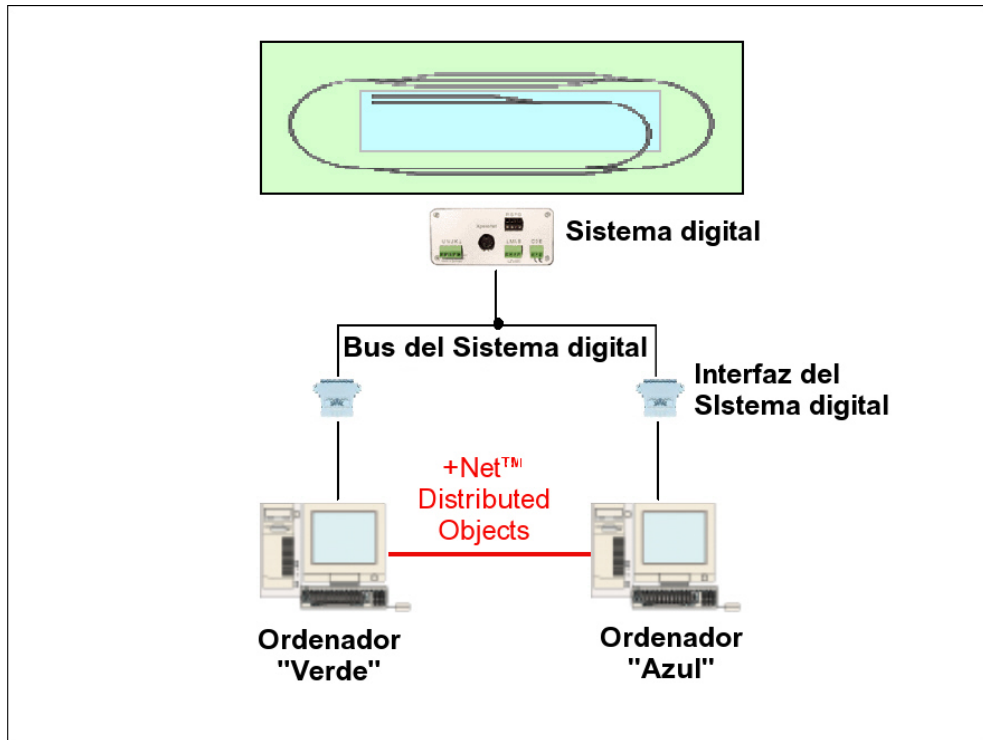 Sistema digital
Bus del Sistema digital
Interfaz del
SIstema digital
+Net™
Distributed
Objects
Ordenador
"Verde"
Ordenador
"Azul"